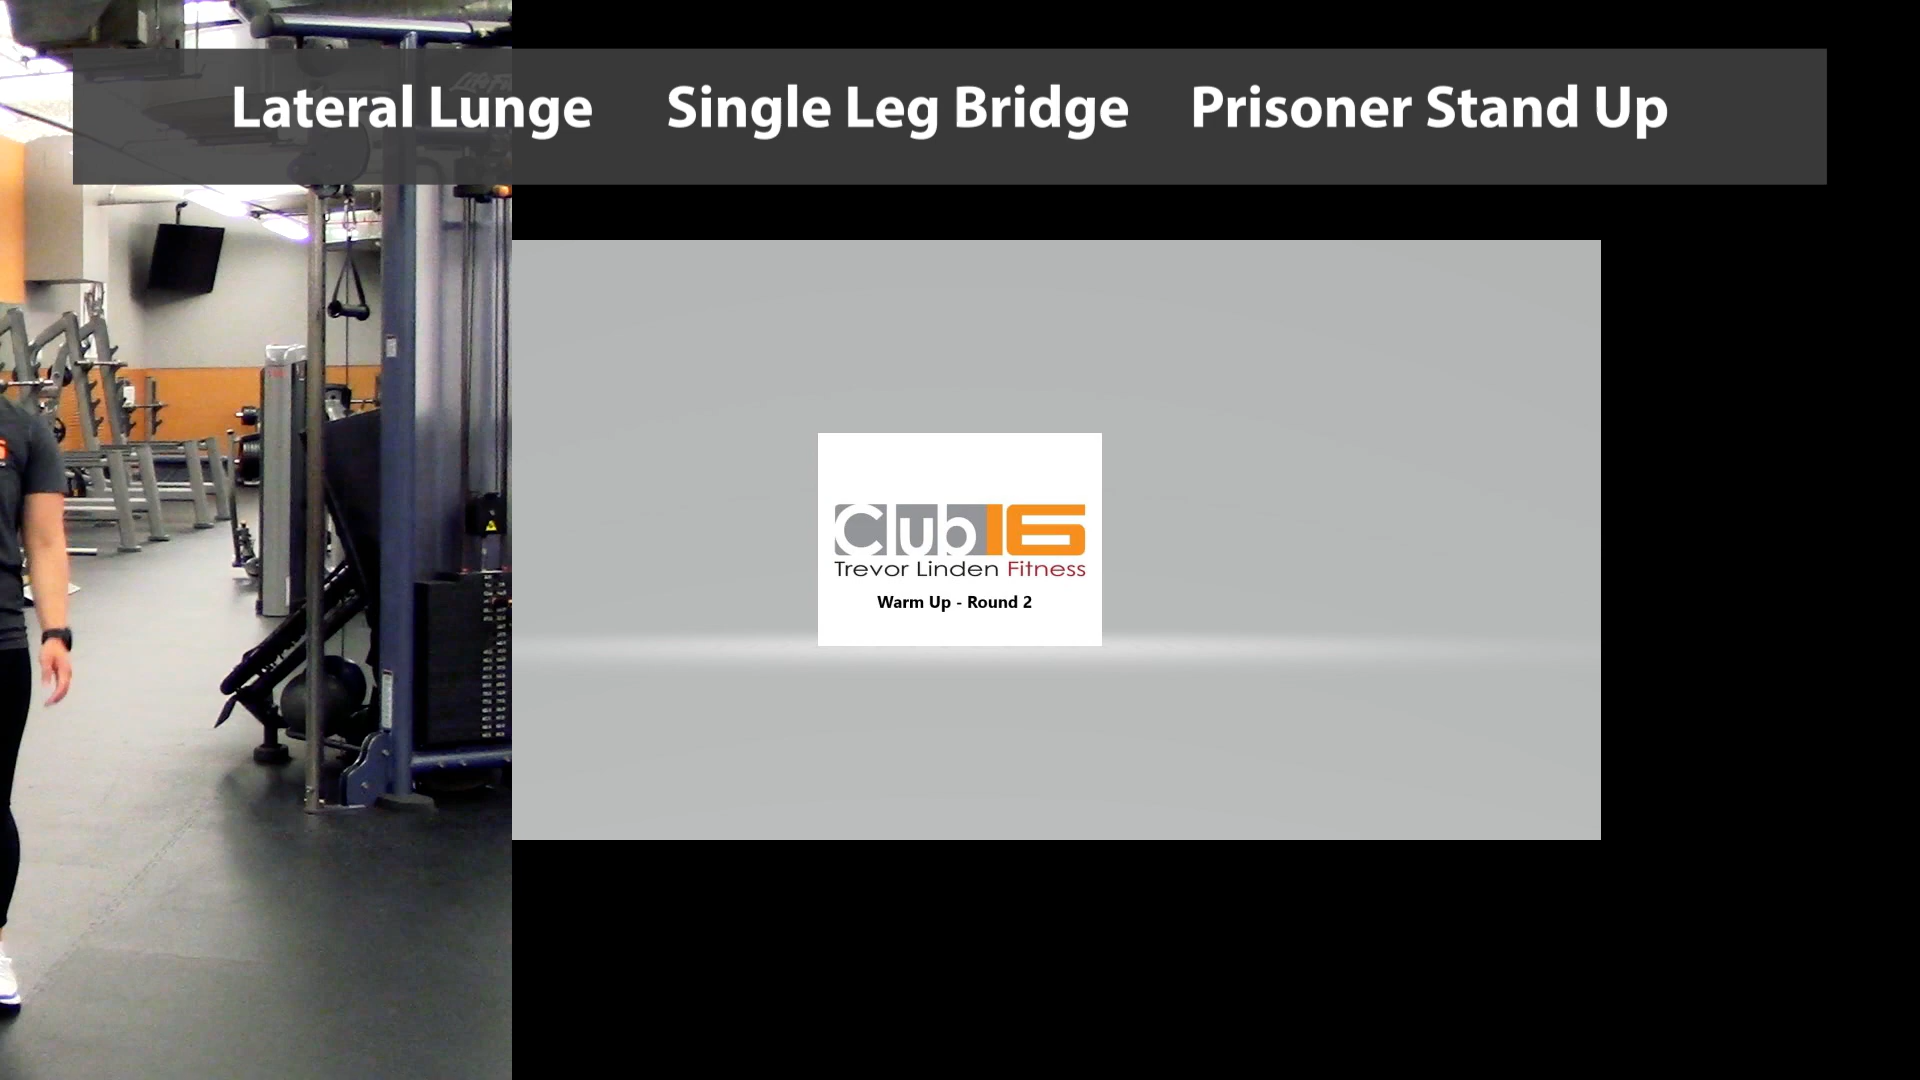 Lateral Lunge Single Leg Bridge Prisoner Stand Up
Club16
Trevor Linden Fitness
Warm Up - Round 2